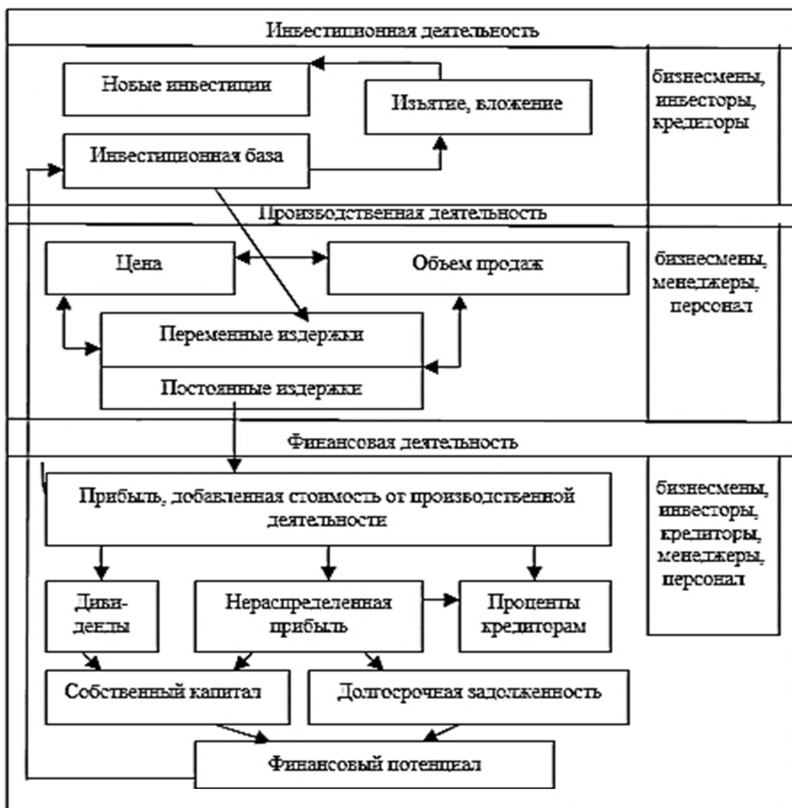 Инвестиционная деятельность
Новые инвестиции
Изъятие, вложение
Инвестиционная база
бизнесмены,
инвесторы,
кредиторы
Производственная деятельность
Цена
Объем продаж
Переменные издержки
Постоянные издержки
бизнесмены,
менеджеры,
персонал
Финансовая деятельность
Прибыль, добавленная стоимость от производственной
деятельности
Диви-
денды
Нераспределенная
прибыль
Проценты
кредиторам
Собственный капитал
Долгосрочная задолженность
Финансовый потенциал
бизнесмены,
инвесторы,
кредиторы,
менеджеры,
персонал